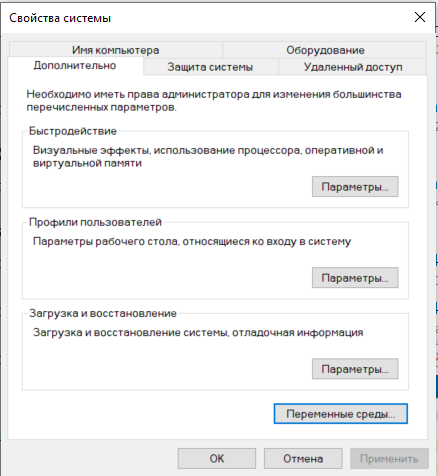 Свойства системы
Имя компьютера
Оборудование
Дополнительно
Защита системы
Удаленный доступ
Необходимо иметь права администратора для изменения большинства
перечисленных параметров.
Быстродействие
Визуальные эффекты, использование процессора, оперативной и
виртуальной памяти
Параметры...
Профили пользователей
Параметры рабочего стола, относящиеся ко входу в систему
Параметры...
Загрузка и восстановление
Загрузка и восстановление системы, отладочная информация
Параметры...
Переменные среды...
ОК
Отмена
Применить